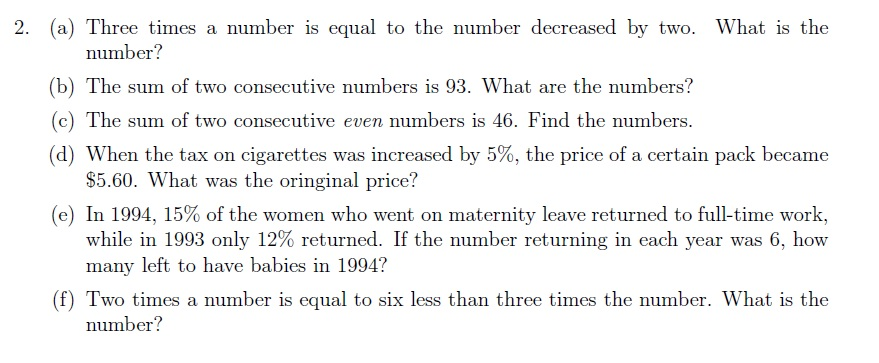 2. (a) Three times a number is equal to the number decreased by two. What is the
number?
(b) The sum of two consecutive numbers is 93. What are the numbers?
(c) The sum of two consecutive even numbers is 46. Find the numbers.
(d) When the tax on cigarettes was increased by 5%, the price of a certain pack became
$5.60. What was the oringinal price?
(e) In 1994, 15% of the women who went on maternity leave returned to full-time work,
while in 1993 only 12% returned. If the number returning in each year was 6, how
many left to have babies in 1994?
(f) Two times a number is equal to six less than three times the number. What is the
number?